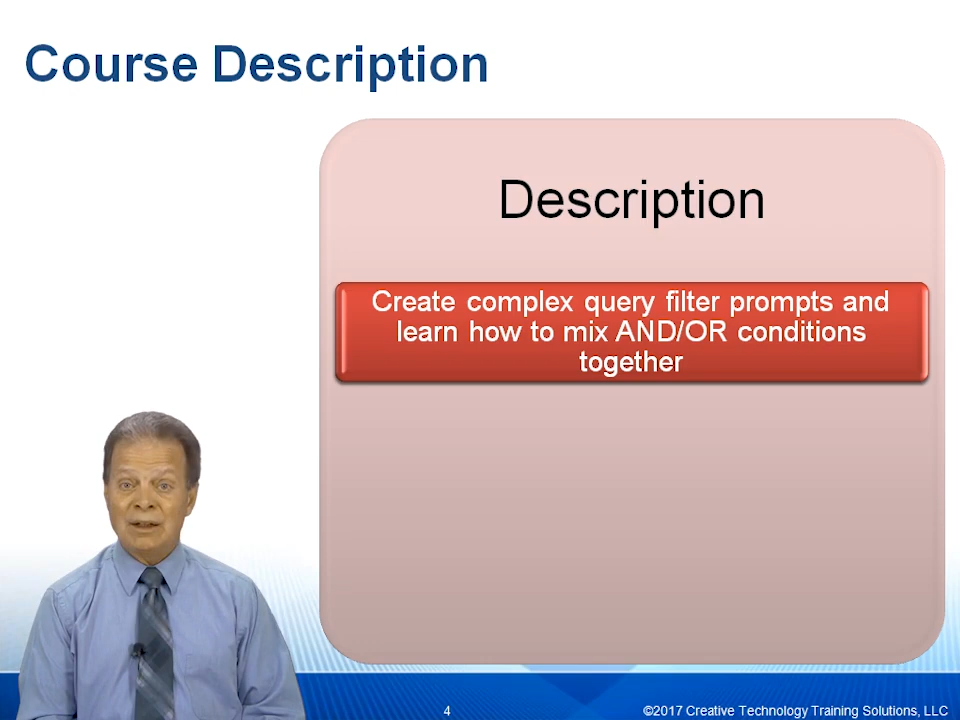 Course Description
Description
Create complex query filter prompts and
learn how to mix AND/OR conditions
together
4
©2017 Creative Technology Training Solutions, LLC